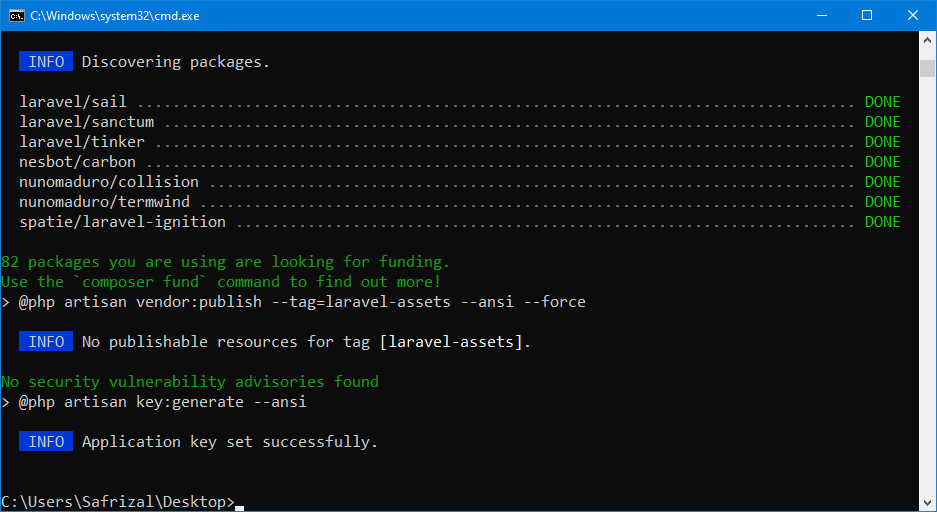 C:\Windows\system32\cmd.exe
INFO Discovering packages.
laravel/sail ................................................................................ DONE
laravel/sanctum ............................................................................. DONE
laravel/tinker .............................................................................. DONE
nesbot/carbon ............................................................................... DONE
nunomaduro/collision ........................................................................ DONE
nunomaduro/termwind ......................................................................... DONE
spatie/laravel-ignition ..................................................................... DONE
82 packages you are using are looking for funding.
Use the `composer fund` command to find out more!
> @php artisan vendor:publish --tag=laravel-assets --ansi --force
INFO No publishable resources for tag [laravel-assets].
No security vulnerability advisories found
> @php artisan key:generate --ansi
INFO Application key set successfully.
C:\Users\Safrizal\Desktop>